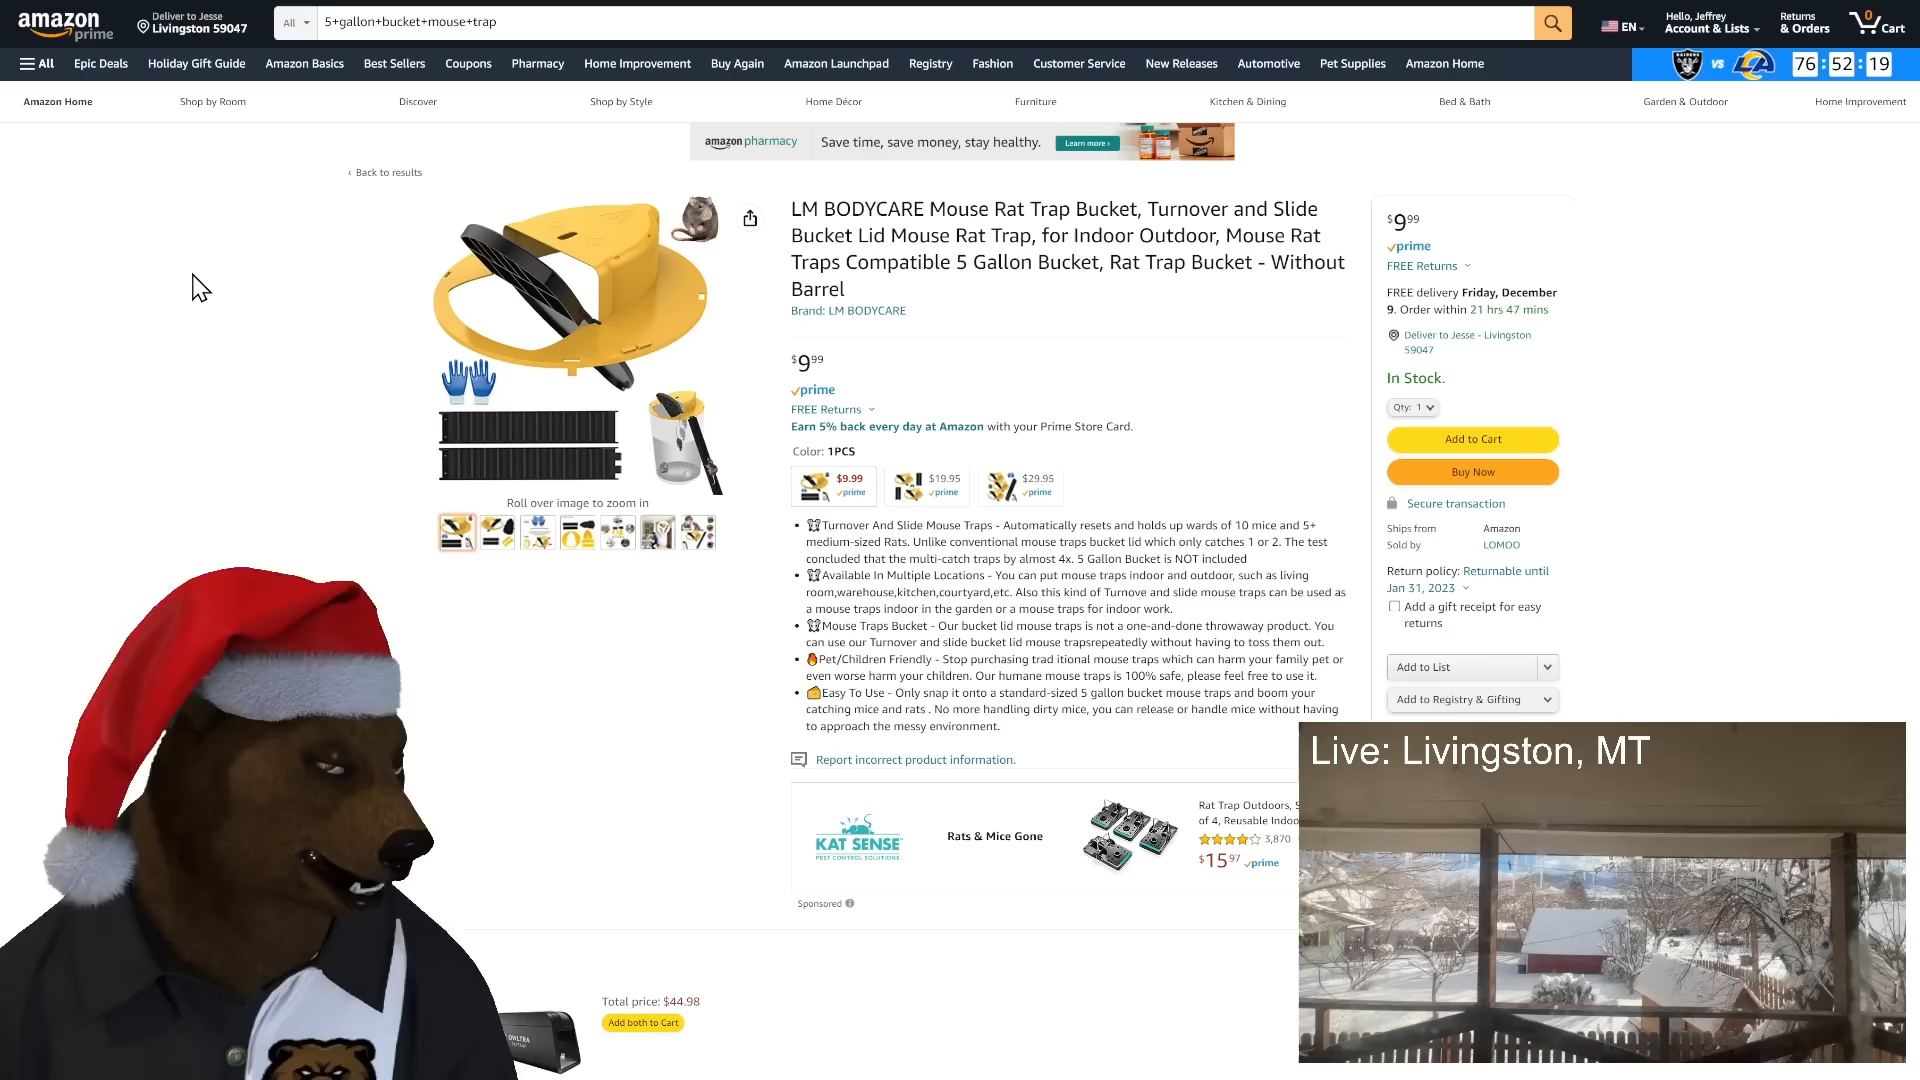 amazon
prime
Deliver to Jesse
Livingston 59047
All
5+gallon+bucket+mouse+trap
EN
Hello, Jeffrey
Account & Lists
Returns
& Orders
0
Cart
All
Epic Deals
Holiday Gift Guide
Amazon Basics
Best Sellers
Coupons
Pharmacy
Home Improvement
Buy Again
Amazon Launchpad
Registry
Fashion
Customer Service
New Releases
Automotive
Pet Supplies
Amazon Home
RAIDERS
VS
76:52:19
Amazon Home
Shop by Room
Discover
Shop by Style
Home Décor
Furniture
Kitchen & Dining
Bed & Bath
Garden & Outdoor
Home Improvement
amazon pharmacy
Save time, save money, stay healthy.
Learn more ›
‹ Back to results
LM BODYCARE Mouse Rat Trap Bucket, Turnover and Slide
Bucket Lid Mouse Rat Trap, for Indoor Outdoor, Mouse Rat
Traps Compatible 5 Gallon Bucket, Rat Trap Bucket - Without
Barrel
Brand: LM BODYCARE
$999
prime
FREE Returns
Earn 5% back every day at Amazon with your Prime Store Card.
Color: 1PCS
$9.99
prime
$19.95
prime
$29.95
prime
Roll over image to zoom in
• Turnover And Slide Mouse Traps - Automatically resets and holds up wards of 10 mice and 5+
medium-sized Rats. Unlike conventional mouse traps bucket lid which only catches 1 or 2. The test
concluded that the multi-catch traps by almost 4x. 5 Gallon Bucket is NOT included
• Available In Multiple Locations - You can put mouse traps indoor and outdoor, such as living
room,warehouse,kitchen,courtyard,etc. Also this kind of Turnove and slide mouse traps can be used as
a mouse traps indoor in the garden or a mouse traps for indoor work.
• Mouse Traps Bucket - Our bucket lid mouse traps is not a one-and-done throwaway product. You
can use our Turnover and slide bucket lid mouse trapsrepeatedly without having to toss them out.
• Pet/Children Friendly - Stop purchasing trad itional mouse traps which can harm your family pet or
even worse harm your children. Our humane mouse traps is 100% safe, please feel free to use it.
• Easy To Use - Only snap it onto a standard-sized 5 gallon bucket mouse traps and boom your
catching mice and rats . No more handling dirty mice, you can release or handle mice without having
to approach the messy environment.
Report incorrect product information.
KAT SENSE
PEST CONTROL SOLUTIONS
Rats & Mice Gone
Rat Trap Outdoors, S
of 4, Reusable Indoo
3,870
$1597 prime
Sponsored
Total price: $44.98
Add both to Cart
OWLTRA
$999
prime
FREE Returns
FREE delivery Friday, December
9. Order within 21 hrs 47 mins
Deliver to Jesse - Livingston
59047
In Stock.
Qty: 1
Add to Cart
Buy Now
Secure transaction
Ships from Amazon
Sold by LOMOO
Return policy: Returnable until
Jan 31, 2023
Add a gift receipt for easy
returns
Add to List
Add to Registry & Gifting
Live: Livingston, MT